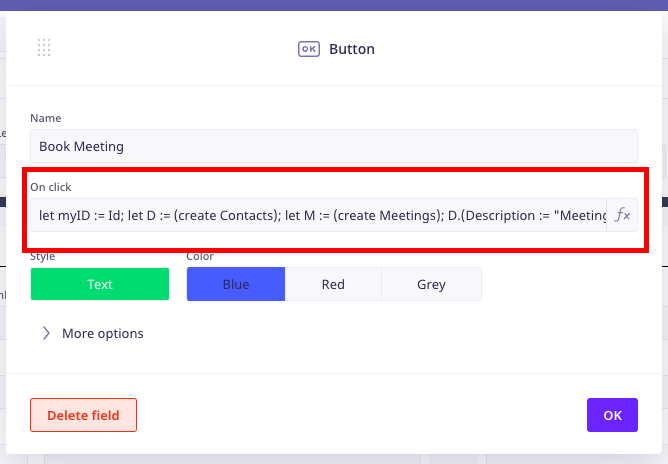 OK Button
Name
Book Meeting
On click
let myID := Id; let D := (create Contacts); let M := (create Meetings); D.(Description := "Meeting fx
Style Color
Text Blue Red Grey
More options
Delete field OK